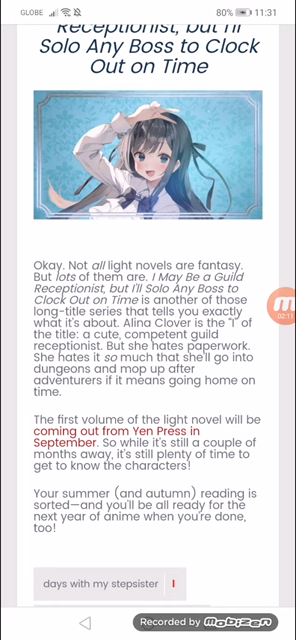 GLOBE 80% 11:31
Receptionist, but I'll
Solo Any Boss to Clock
Out on Time
Okay. Not all light novels are fantasy.
But lots of them are. I May Be a Guild
Receptionist, but I'll Solo Any Boss to
Clock Out on Time is another of those
long-title series that tells you exactly
what it's about. Alina Clover is the "I" of
the title: a cute, competent guild
receptionist. But she hates paperwork.
She hates it so much that she'll go into
dungeons and mop up after
adventurers if it means going home on
time.
02:11
The first volume of the light novel will be
coming out from Yen Press in
September. So while it's still a couple of
months away, it's still plenty of time to
get to know the characters!
Your summer (and autumn) reading is
sorted—and you'll be all ready for the
next year of anime when you're done,
too!
days with my stepsister 1
Recorded by mobizen